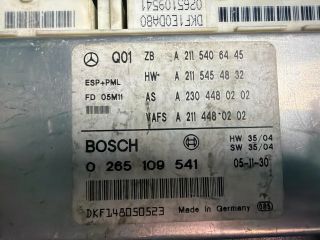 0265109541
DKF1E0DA80
Q01 ZB A 211 540 64 45
HW- A 211 545 48 32
ESP+PML
FD 05M11 AS A 230 448 02 02
VAFS A 211 448 02 02
BOSCH HW 35/04
SW 35/04
0 265 109 541 05-11-30
DKF148050523 Made in Germany